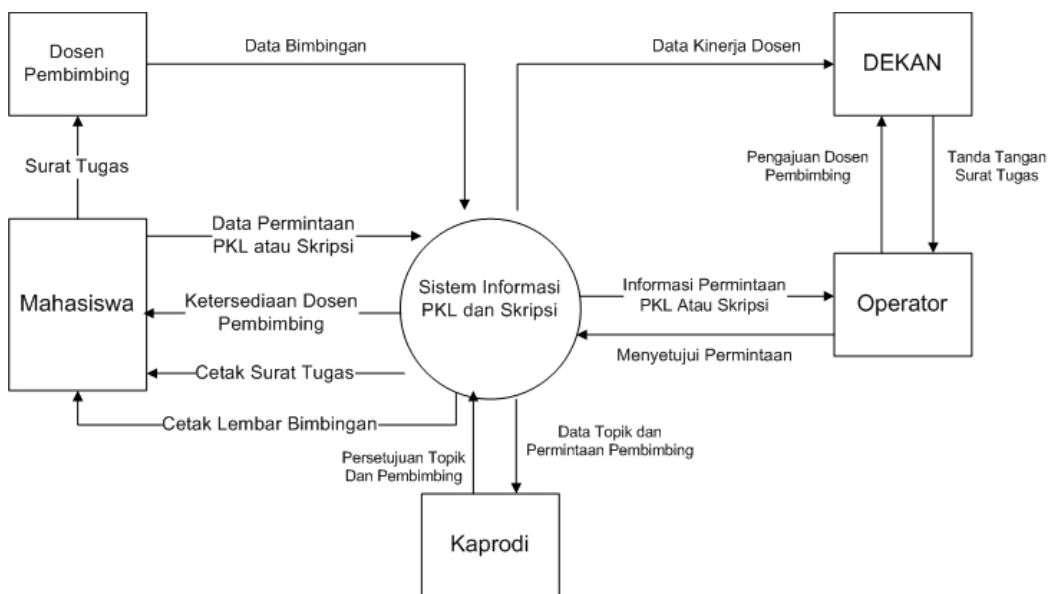 Dosen
Pembimbing
Data Bimbingan
Data Kinerja Dosen
DEKAN
Surat Tugas
Pengajuan Dosen
Pembimbing
Tanda Tangan
Surat Tugas
Mahasiswa
Data Permintaan
PKL atau Skripsi
Ketersediaan Dosen
Pembimbing
Cetak Surat Tugas
Cetak Lembar Bimbingan
Sistem Informasi
PKL dan Skripsi
Informasi Permintaan
PKL Atau Skripsi
Menyetujui Permintaan
Operator
Persetujuan Topik
Dan Pembimbing
Data Topik dan
Permintaan Pembimbing
Kaprodi